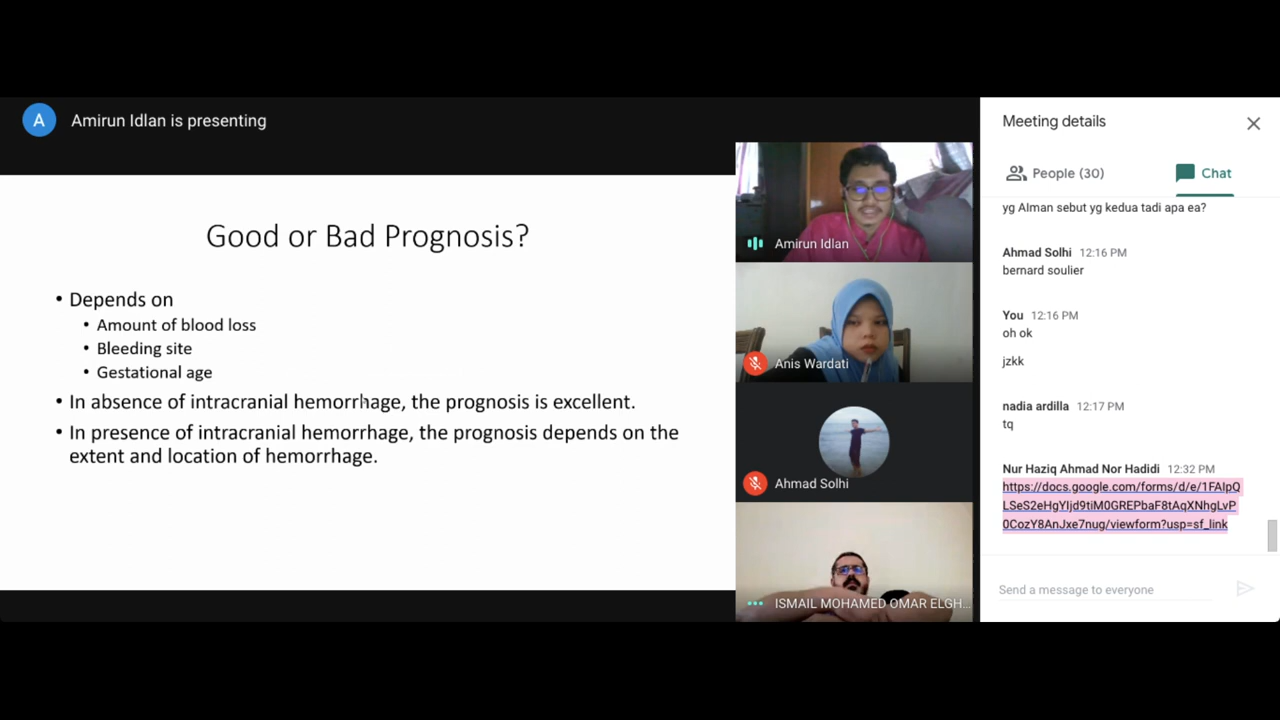 A
Amirun Idlan is presenting
Good or Bad Prognosis?
• Depends on
• Amount of blood loss
• Bleeding site
• Gestational age
• In absence of intracranial hemorrhage, the prognosis is excellent.
• In presence of intracranial hemorrhage, the prognosis depends on the
extent and location of hemorrhage.
Amirun Idlan
Anis Wardati
Ahmad Solhi
ISMAIL MOHAMED OMAR ELGH...
Meeting details
People (30)
Chat
yg Alman sebut yg kedua tadi apa ea?
Ahmad Solhi 12:16 PM
bernard soulier
You 12:16 PM
oh ok
jzkk
nadia ardilla 12:17 PM
tq
Nur Haziq Ahmad Nor Hadidi 12:32 PM
https://docs.google.com/forms/d/e/1FAIpQ
LSeS2eHgYIjd9tiM0GREPbaF8tAqXNhgLvP
0CozY8AnJxe7nug/viewform?usp=sf_link
Send a message to everyone